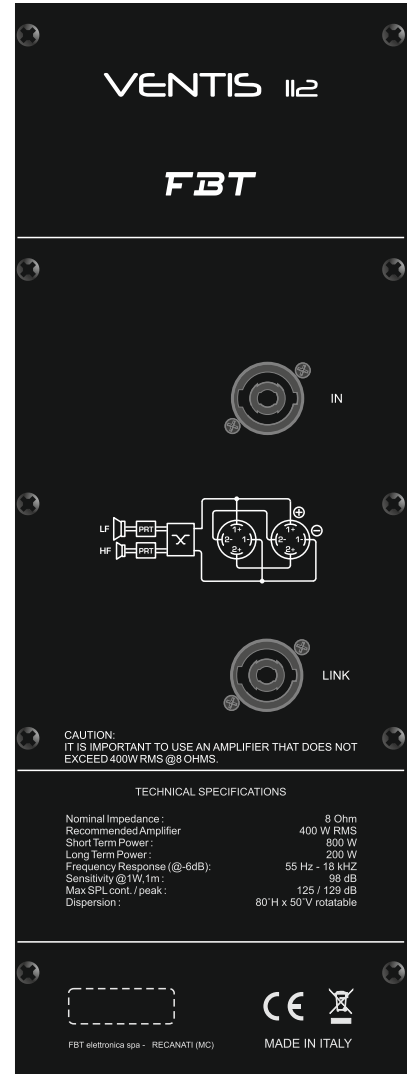 VENTIS 112
FBT
IN
LF PRT
HF PRT
1+ 1+
2- 1- 2- 1-
2+ 2+
+
-
LINK
CAUTION:
IT IS IMPORTANT TO USE AN AMPLIFIER THAT DOES NOT
EXCEED 400W RMS @8 OHMS.
TECHNICAL SPECIFICATIONS
Nominal Impedance : 8 Ohm
Recommended Amplifier 400 W RMS
Short Term Power : 800 W
Long Term Power : 200 W
Frequency Response (@-6dB): 55 Hz - 18 kHZ
Sensitivity @1W,1m : 98 dB
Max SPL cont. / peak : 125 / 129 dB
Dispersion : 80°H x 50°V rotatable
CE
FBT elettronica spa - RECANATI (MC)
MADE IN ITALY